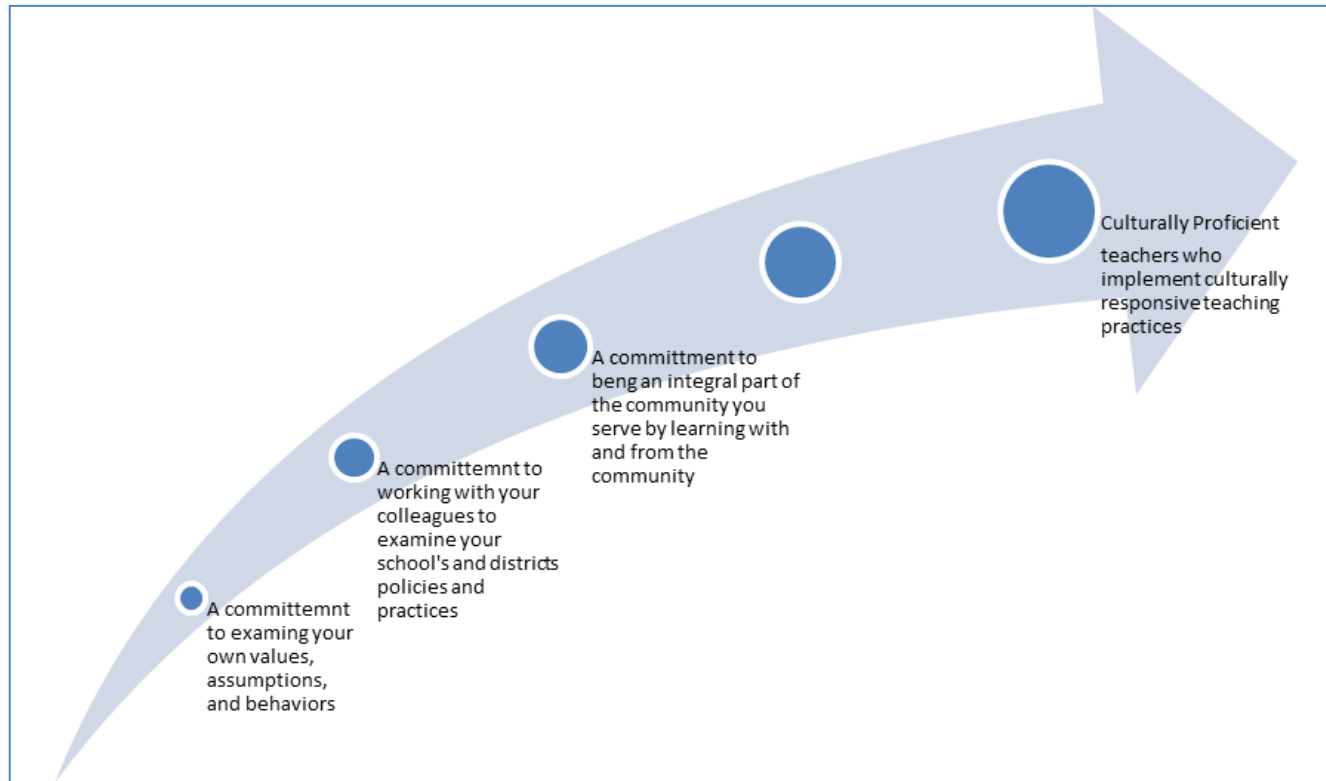 A committemnt
to examing your
own values,
assumptions,
and behaviors
A committemnt to
working with your
colleagues to
examine your
school's and districts
policies and
practices
A committment to
beng an integral part of
the community you
serve by learning with
and from the
community
Culturally Proficient
teachers who
implement culturally
responsive teaching
practices